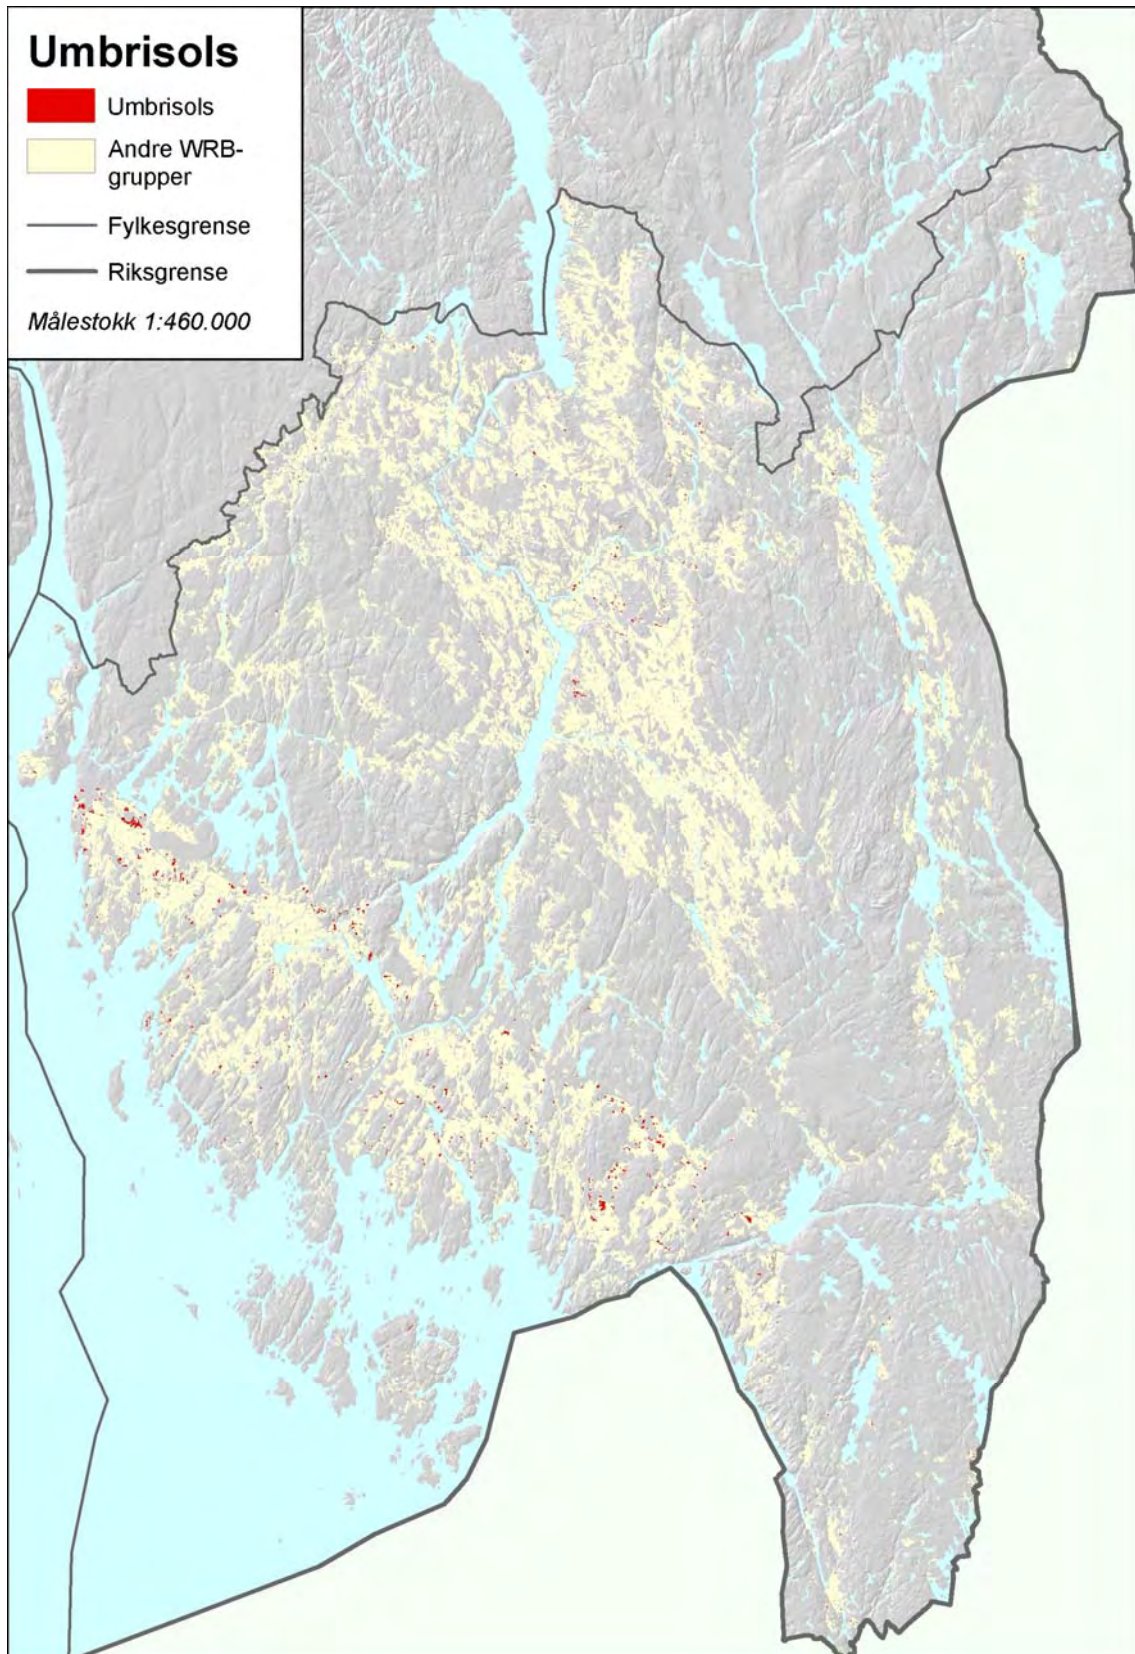 Umbrisols
Umbrisols
Andre WRB-
grupper
Fylkesgrense
Riksgrense
Målestokk 1:460.000